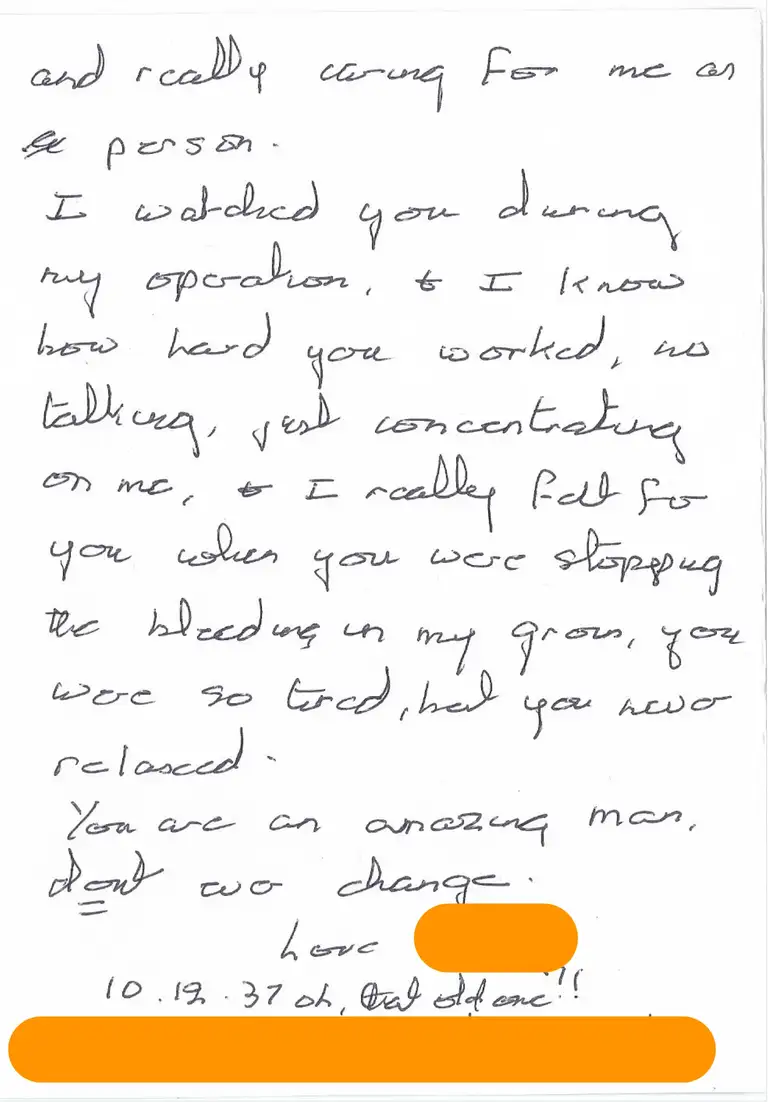 and really caring for me as
a person.
I watched you during
my operation, & I know
how hard you worked, no
talking, just concentrating
on me, & I really felt for
you when you were stopping
the bleeding in my groin, you
were so tired, but you never
relaxed.
You are an amazing man,
dont ever change.
Love
10.12.37 oh, that old one!!